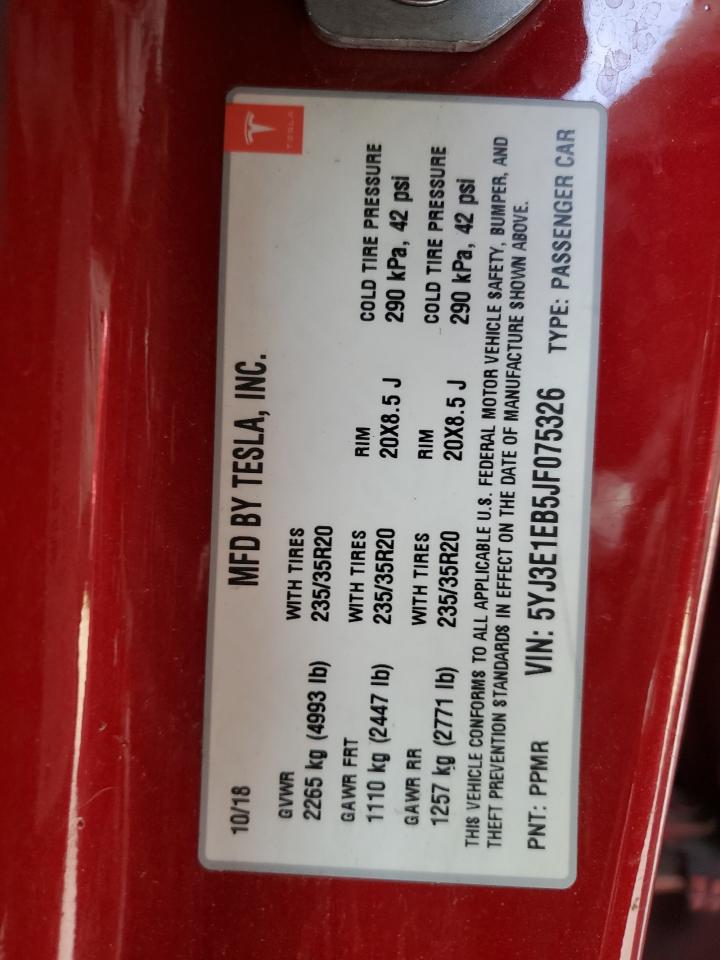 TESLA
MFD BY TESLA, INC.
10/18
GVWR WITH TIRES
2265 kg (4993 lb) 235/35R20
GAWR FRT WITH TIRES RIM COLD TIRE PRESSURE
1110 kg (2447 lb) 235/35R20 20X8.5 J 290 kPa, 42 psi
GAWR RR WITH TIRES RIM COLD TIRE PRESSURE
1257 kg (2771 lb) 235/35R20 20X8.5 J 290 kPa, 42 psi
THIS VEHICLE CONFORMS TO ALL APPLICABLE U.S. FEDERAL MOTOR VEHICLE SAFETY, BUMPER, AND
THEFT PREVENTION STANDARDS IN EFFECT ON THE DATE OF MANUFACTURE SHOWN ABOVE.
PNT: PPMR VIN: 5YJ3E1EB5JF075326 TYPE: PASSENGER CAR